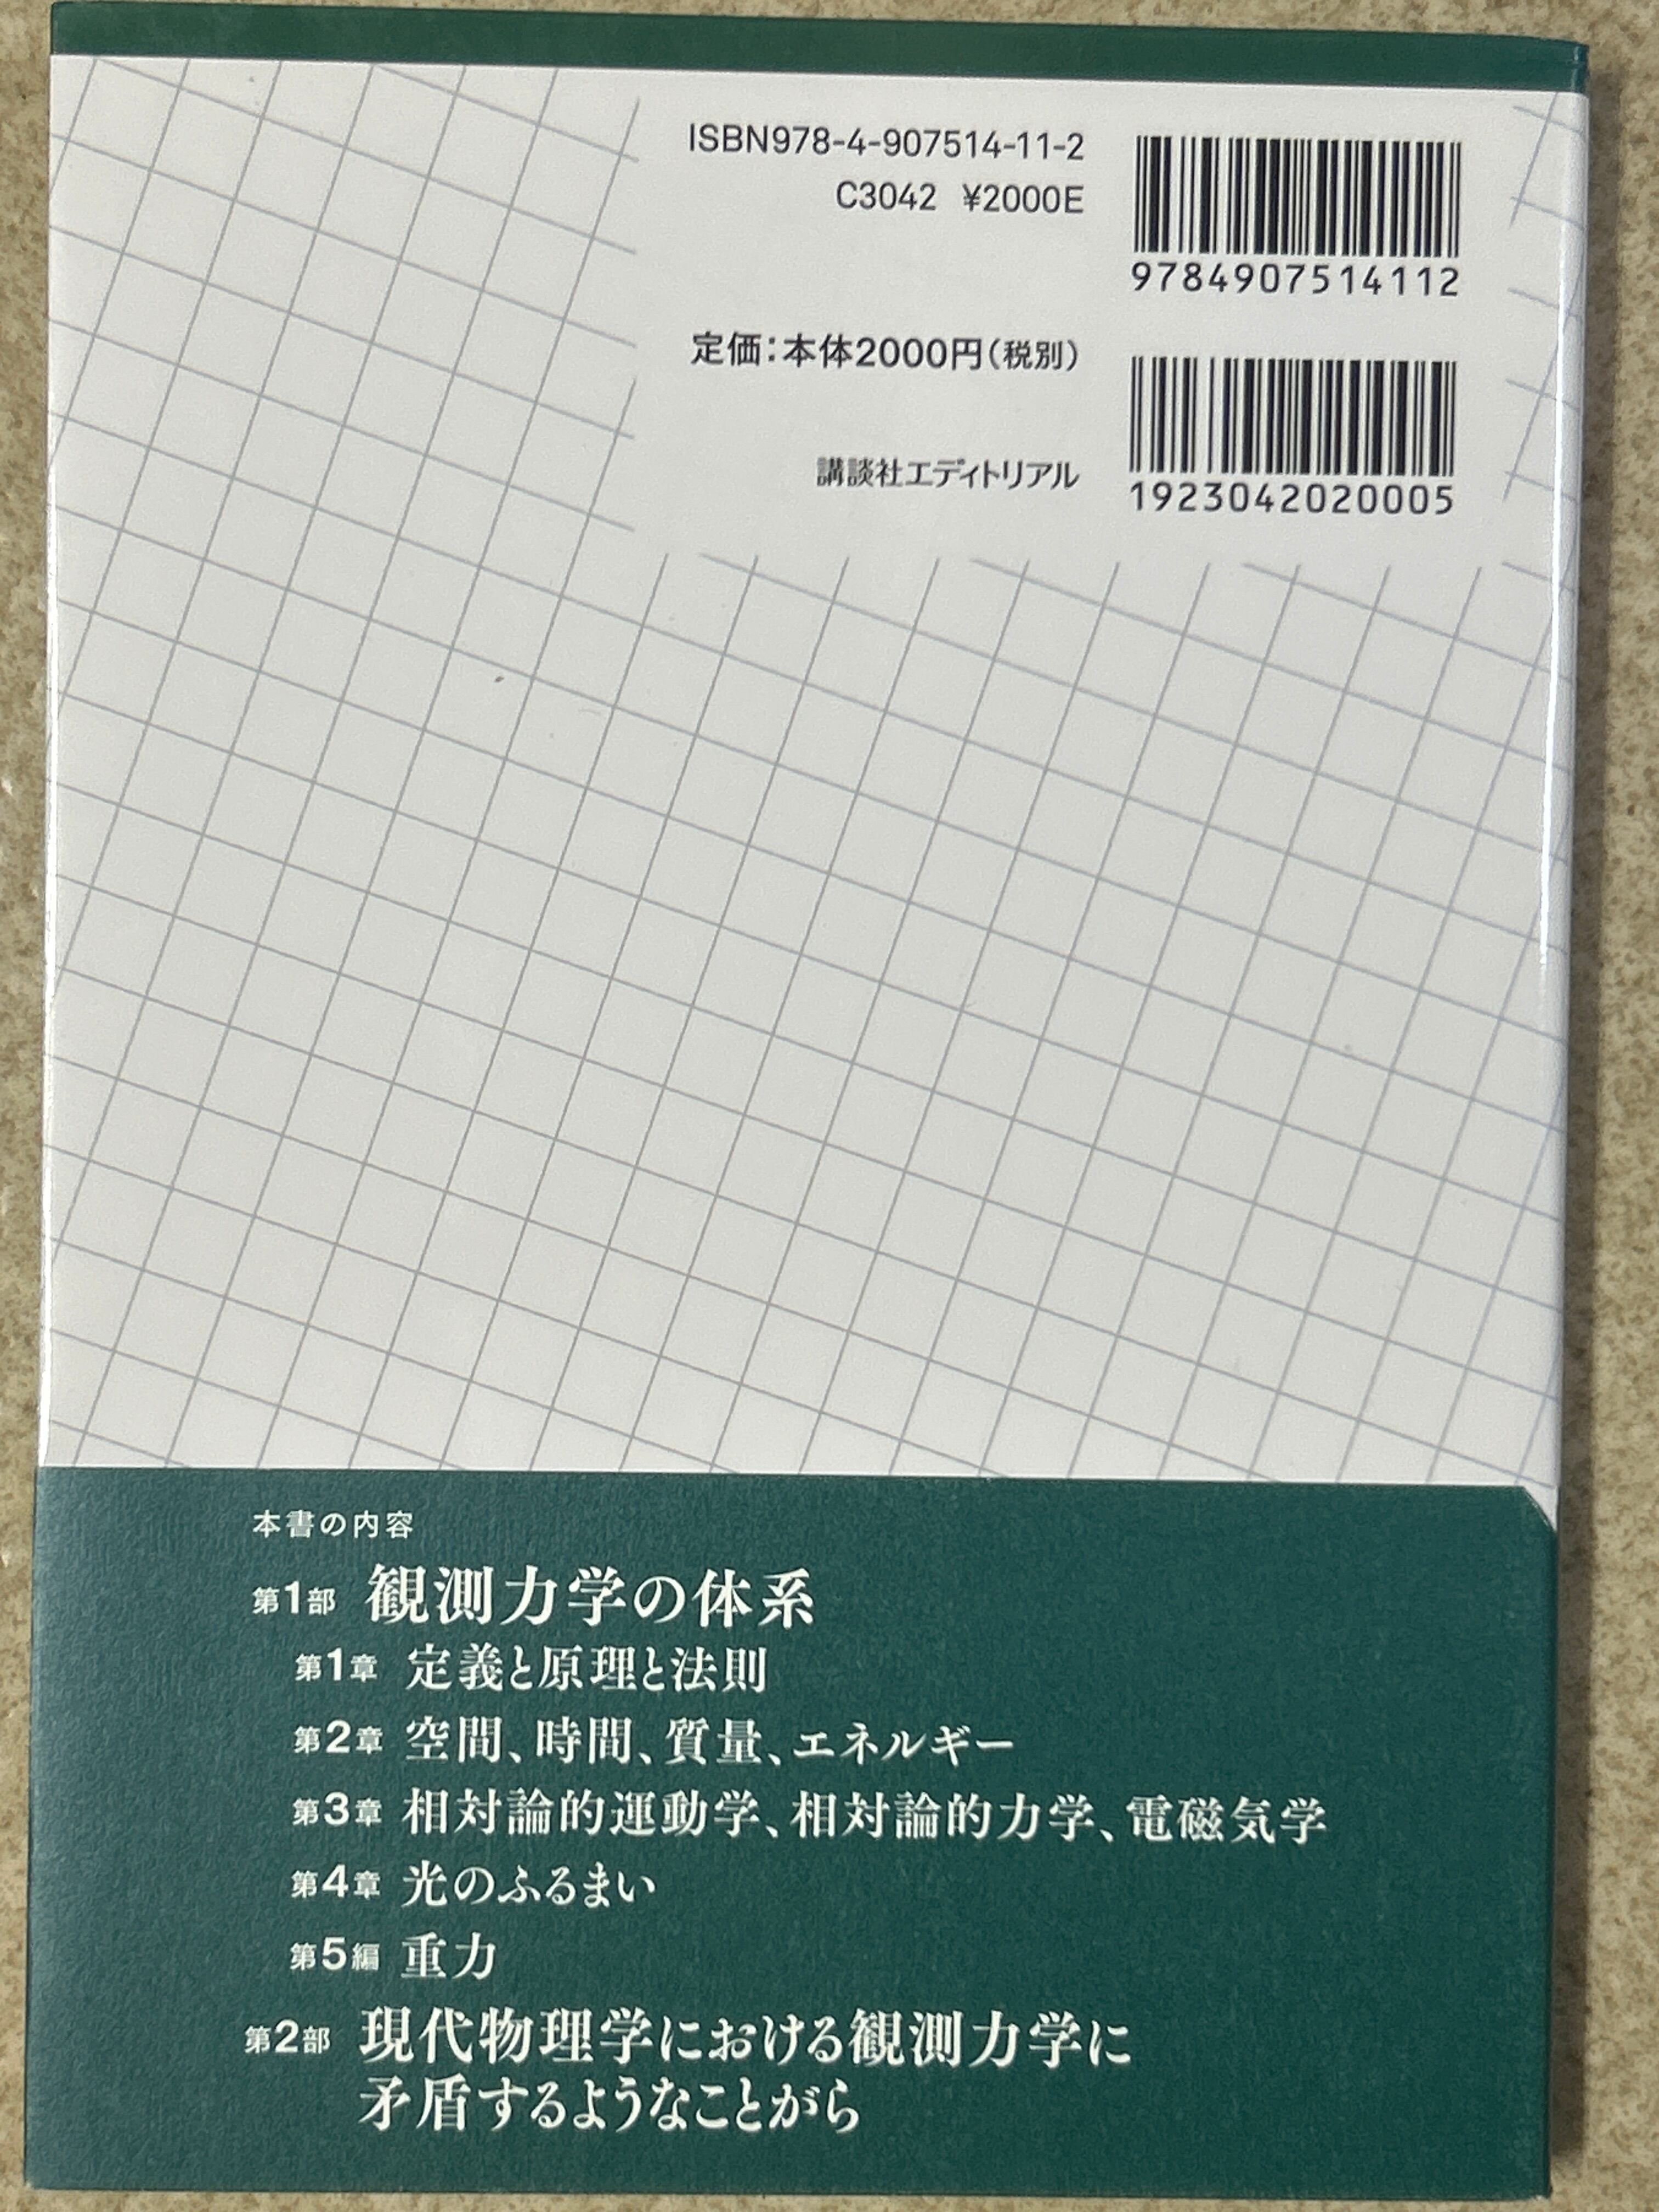 ISBN978-4-907514-11-2
C3042 ¥2000E
9784907514112
定価：本体2000円（税別）
講談社エディトリアル
1923042020005
本書の内容
第1部 観測力学の体系
第1章 定義と原理と法則
第2章 空間、時間、質量、エネルギー
第3章 相対論的運動学、相対論的力学、電磁気学
第4章 光のふるまい
第5編 重力
第2部 現代物理学における観測力学に
矛盾するようなことがら